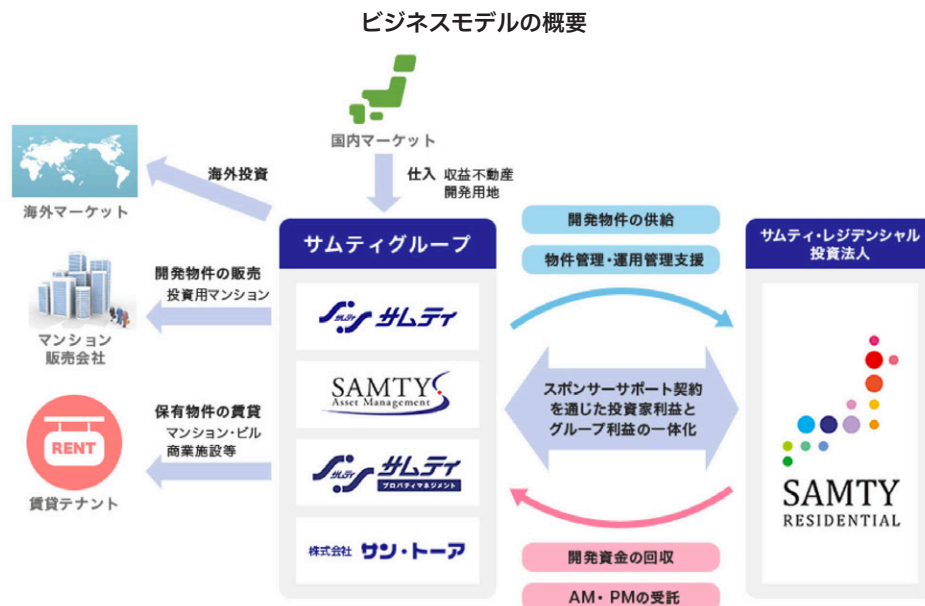 ビジネスモデルの概要
国内マーケット
海外投資
仕入 収益不動産
開発用地
海外マーケット
サムティグループ
開発物件の供給
物件管理・運用管理支援
サムティ・レジデンシャル
投資法人
開発物件の販売
投資用マンション
マンション
販売会社
サムティ サムティ
SAMTY
Asset Management
スポンサーサポート契約
を通じた投資家利益と
グループ利益の一体化
保有物件の賃貸
マンション・ビル
商業施設等
RENT
賃貸テナント
サムティ サムティ
プロパティマネジメント
株式会社 サン・トーア
SAMTY
RESIDENTIAL
開発資金の回収
AM・PMの受託